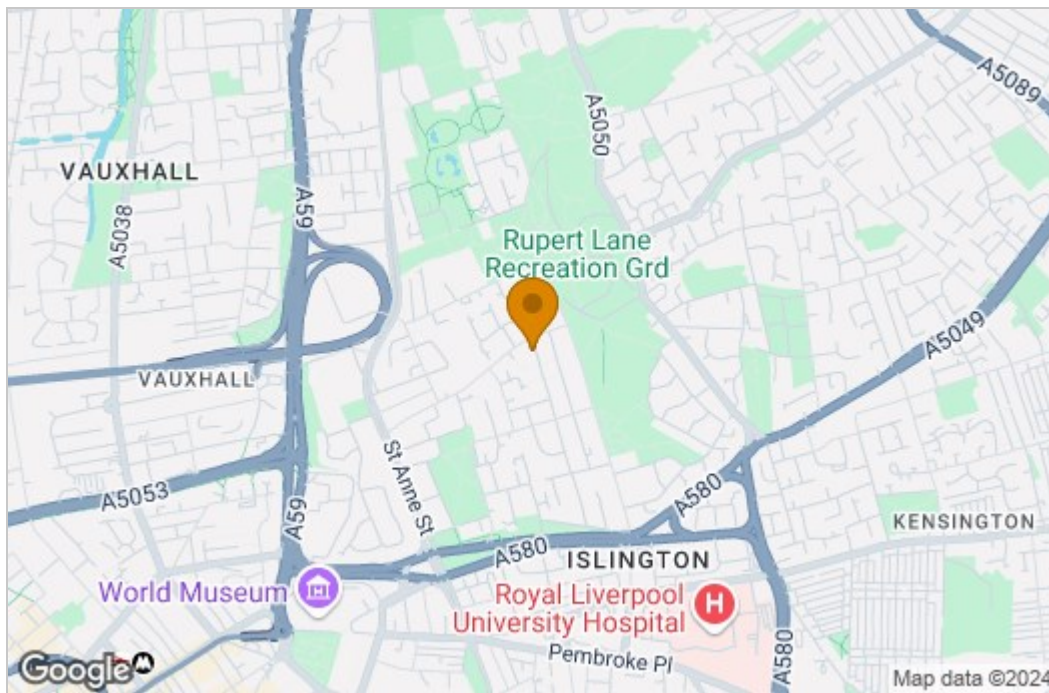 A5089
A5050
VAUXHALL
A59
A5038
Rupert Lane
Recreation Grd
A5049
VAUXHALL
St Anne St
A580
A5053
A59
KENSINGTON
A580
ISLINGTON
World Museum
Royal Liverpool
University Hospital
H
A580
Pembroke Pl
Google
Map data ©2024